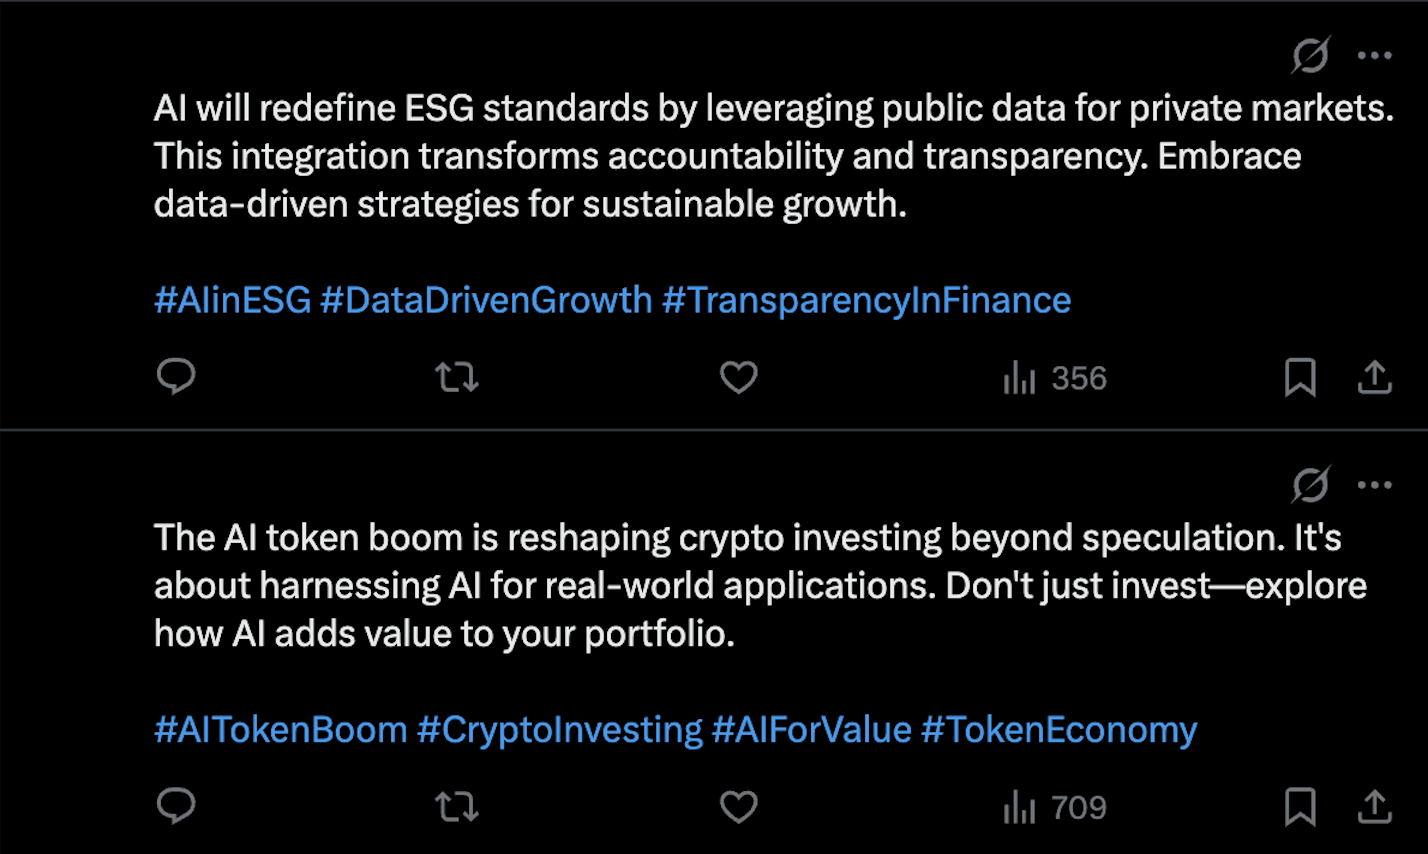 AI will redefine ESG standards by leveraging public data for private markets.
This integration transforms accountability and transparency. Embrace
data-driven strategies for sustainable growth.
#AIinESG #DataDrivenGrowth #TransparencyInFinance
356
The AI token boom is reshaping crypto investing beyond speculation. It's
about harnessing AI for real-world applications. Don't just invest—explore
how AI adds value to your portfolio.
#AITokenBoom #CryptoInvesting #AIForValue #TokenEconomy
709